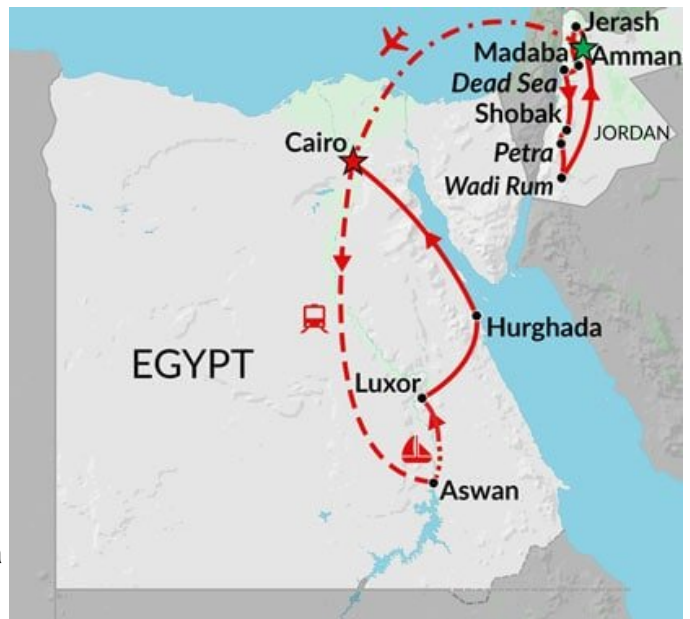 Jerash
Madaba
Amman
Dead Sea
Shobak
JORDAN
Petra
Wadi Rum
Cairo
Hurghada
EGYPT
Luxor
Aswan